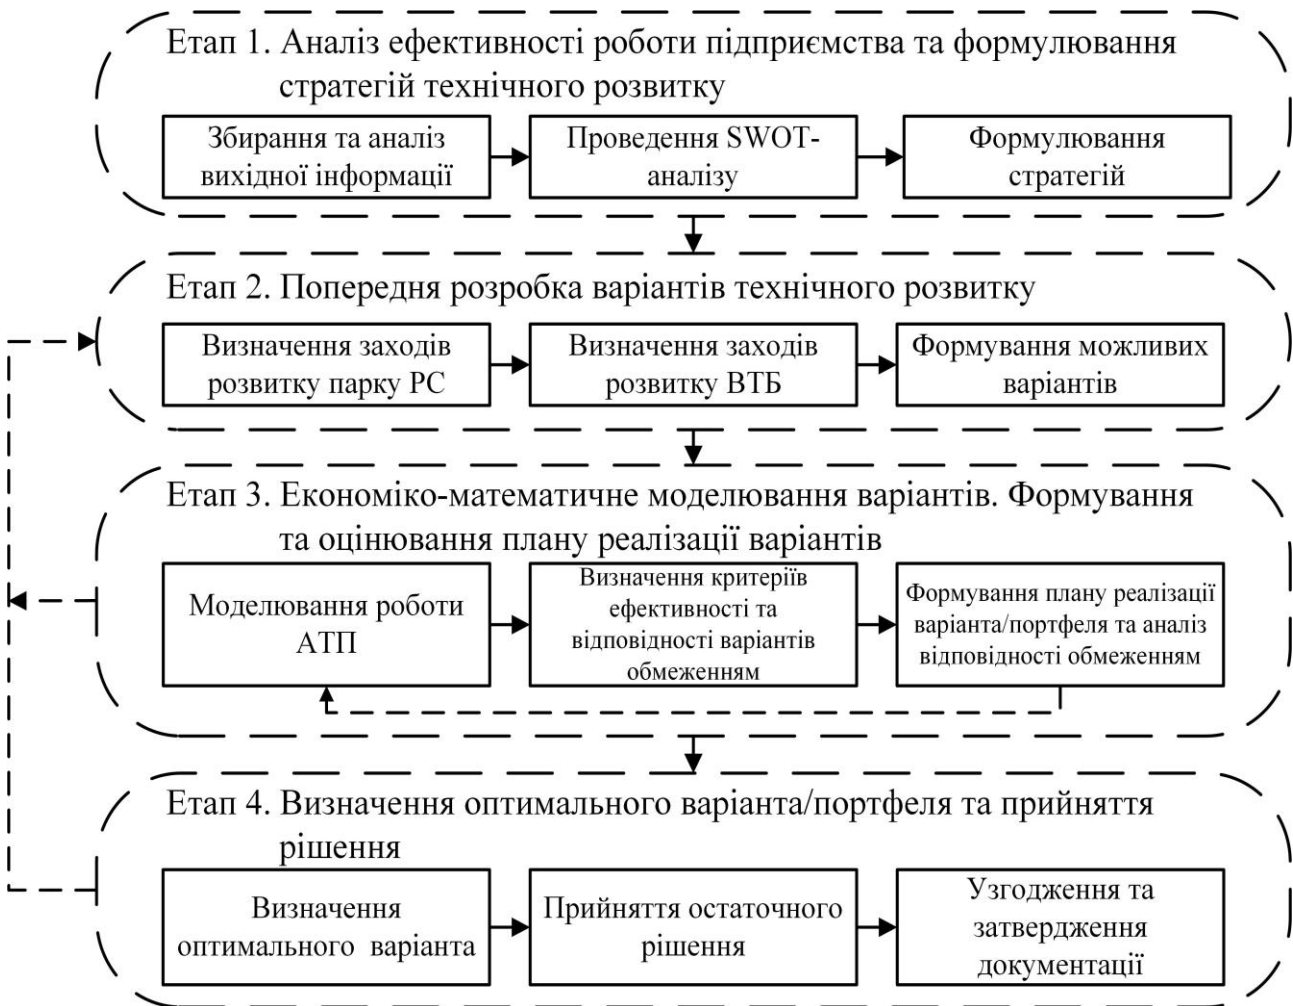 Етап 1. Аналіз ефективності роботи підприємства та формулювання
стратегій технічного розвитку
Збирання та аналіз
вихідної інформації
Проведення SWOT-
аналізу
Формулювання
стратегій
Етап 2. Попередня розробка варіантів технічного розвитку
Визначення заходів
розвитку парку РС
Визначення заходів
розвитку ВТБ
Формування можливих
варіантів
Етап 3. Економіко-математичне моделювання варіантів. Формування
та оцінювання плану реалізації варіантів
Моделювання роботи
АТП
Визначення критеріїв
ефективності та
відповідності варіантів
обмеженням
Формування плану реалізації
варіанта/портфеля та аналіз
відповідності обмеженням
Етап 4. Визначення оптимального варіанта/портфеля та прийняття
рішення
Визначення
оптимального варіанта
Прийняття остаточного
рішення
Узгодження та
затвердження
документації